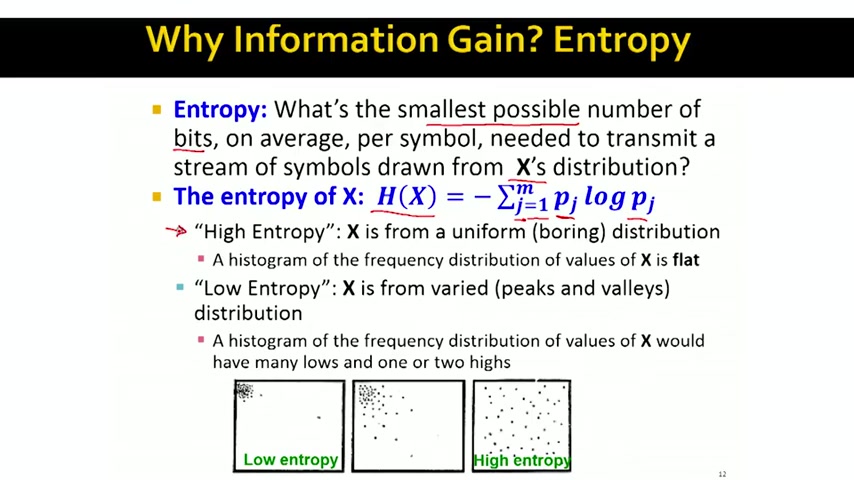 Why Information Gain? Entropy
Entropy: What's the smallest possible number of
bits, on average, per symbol, needed to transmit a
stream of symbols drawn from X's distribution?
The entropy of X: H(X) = − ∑ᵐⱼ₌₁ pⱼ log pⱼ
"High Entropy": X is from a uniform (boring) distribution
A histogram of the frequency distribution of values of X is flat
"Low Entropy": X is from varied (peaks and valleys)
distribution
A histogram of the frequency distribution of values of X would
have many lows and one or two highs
Low entropy High entropy
12